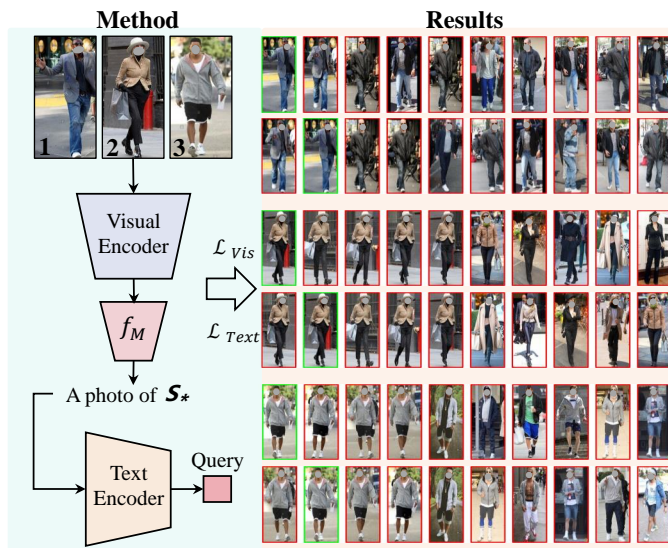 Method
Results
1
2
3
Visual
Encoder
ℒ Vis
f_M
ℒ Text
A photo of S*
Text
Encoder
Query